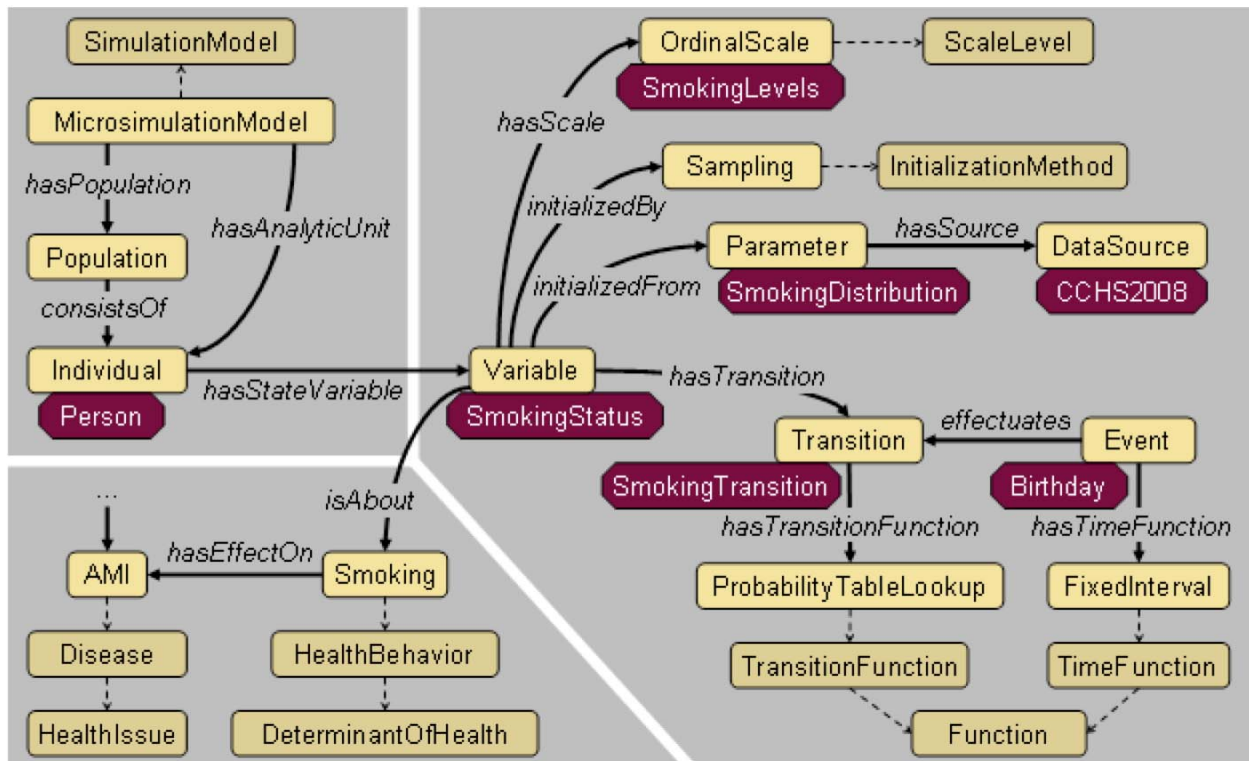 SimulationModel
MicrosimulationModel
hasPopulation
hasAnalyticUnit
Population
consistsOf
Individual
Person
hasStateVariable
OrdinalScale
ScaleLevel
SmokingLevels
hasScale
Sampling
InitializationMethod
initializedBy
Parameter
hasSource
DataSource
initializedFrom
SmokingDistribution
CCHS2008
Variable
SmokingStatus
hasTransition
Transition
effectuates
Event
SmokingTransition
Birthday
hasTransitionFunction
hasTimeFunction
ProbabilityTableLookup
FixedInterval
TransitionFunction
TimeFunction
Function
...
isAbout
hasEffectOn
AMI
Smoking
Disease
HealthBehavior
HealthIssue
DeterminantOfHealth